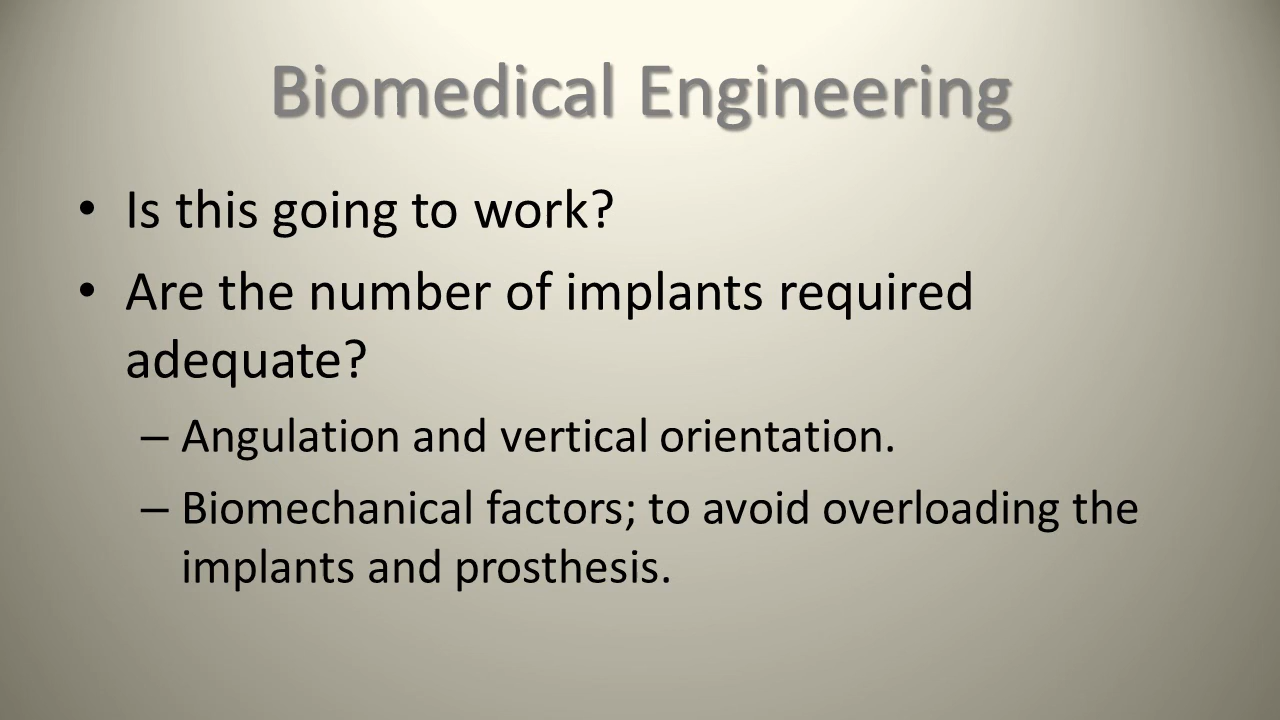 Biomedical Engineering
• Is this going to work?
• Are the number of implants required
adequate?
– Angulation and vertical orientation.
– Biomechanical factors; to avoid overloading the
implants and prosthesis.